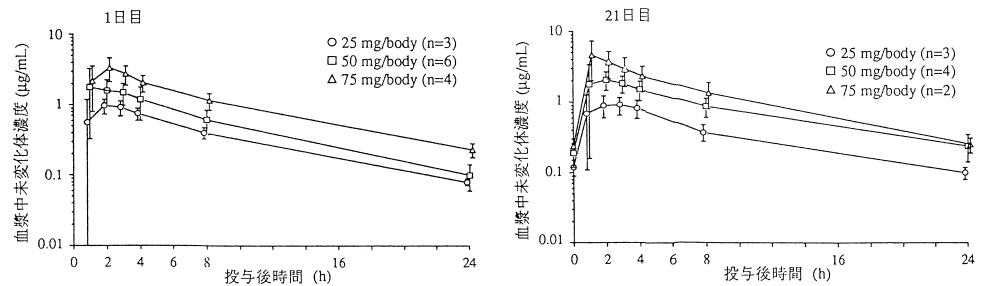 1日目
血漿中未変化体濃度 (μg/mL)
10
1
0.1
0.01
○ 25 mg/body (n=3)
□ 50 mg/body (n=6)
△ 75 mg/body (n=4)
0 2 4 8 16 24
投与後時間 (h)
21日目
血漿中未変化体濃度 (μg/mL)
10
1
0.1
0.01
○ 25 mg/body (n=3)
□ 50 mg/body (n=4)
△ 75 mg/body (n=2)
0 2 4 8 16 24
投与後時間 (h)